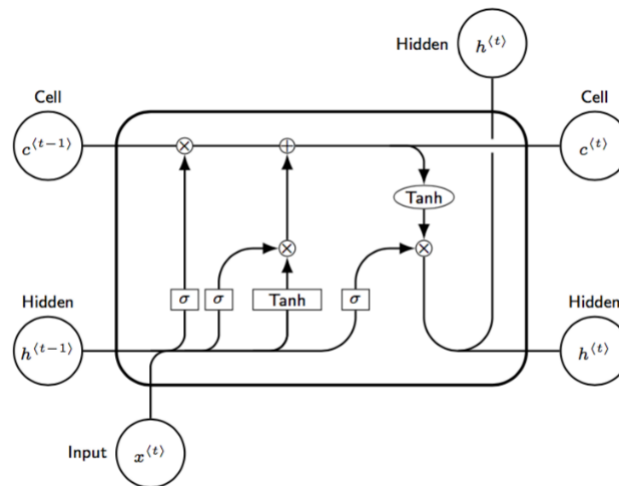 Hidden
h⟨t⟩
Cell
c⟨t−1⟩
Cell
c⟨t⟩
×
+
Tanh
×
×
σ
σ
Tanh
σ
Hidden
h⟨t−1⟩
Hidden
h⟨t⟩
Input
x⟨t⟩